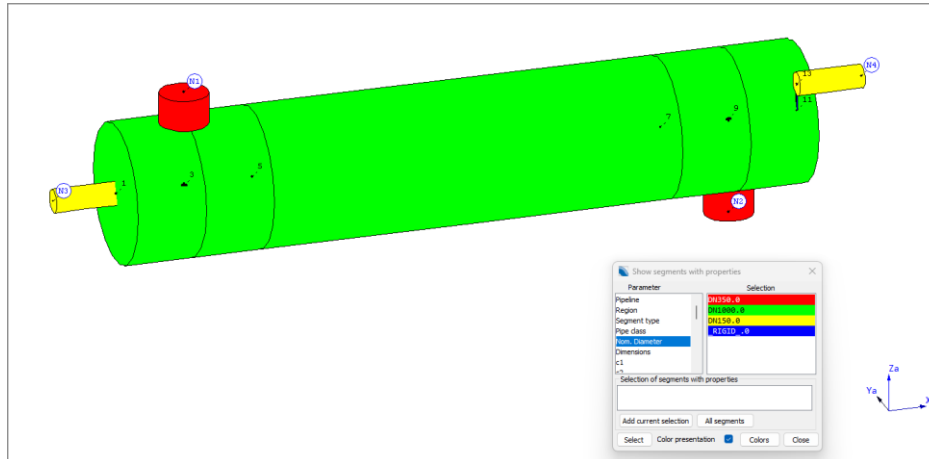 N1
N4
13
11
9
7
5
3
1
N3
N2
Show segments with properties
Parameter
Selection
Pipeline
Region
Segment type
Pipe class
Nom. Diameter
Dimensions
c1
DN350.0
DN1000.0
DN150.0
_RIGID_.0
Selection of segments with properties
Add current selection
All segments
Select
Color presentation
Colors
Close
Za
Ya